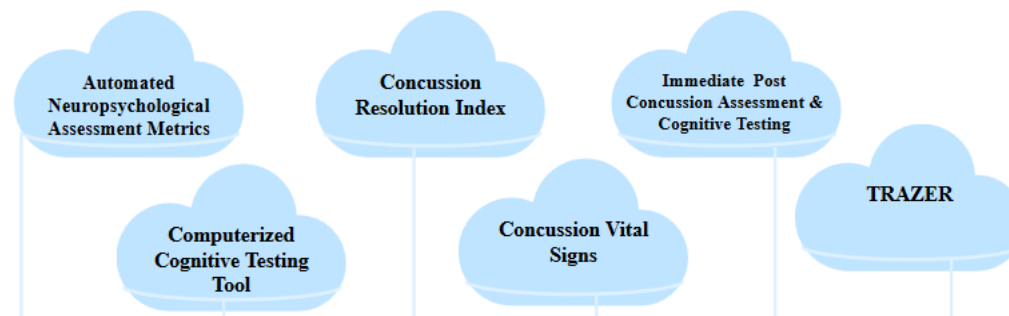 Automated
Neuropsychological
Assessment Metrics
Concussion
Resolution Index
Immediate Post
Concussion Assessment &
Cognitive Testing
TRAZER
Computerized
Cognitive Testing
Tool
Concussion Vital
Signs